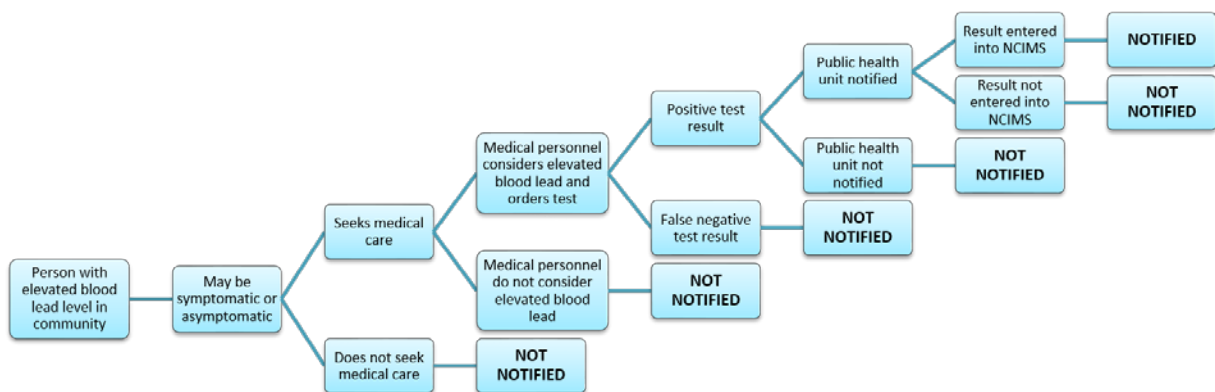 Person with
elevated blood
lead level in
community
May be
symptomatic or
asymptomatic
Seeks medical
care
Does not seek
medical care
NOT
NOTIFIED
Medical personnel
considers elevated
blood lead and
orders test
Medical personnel
do not consider
elevated blood
lead
NOT
NOTIFIED
Positive test
result
False negative
test result
NOT
NOTIFIED
Public health
unit notified
Public health
unit not
notified
NOT
NOTIFIED
Result entered
into NCIMS
NOTIFIED
Result not
entered into
NCIMS
NOT
NOTIFIED